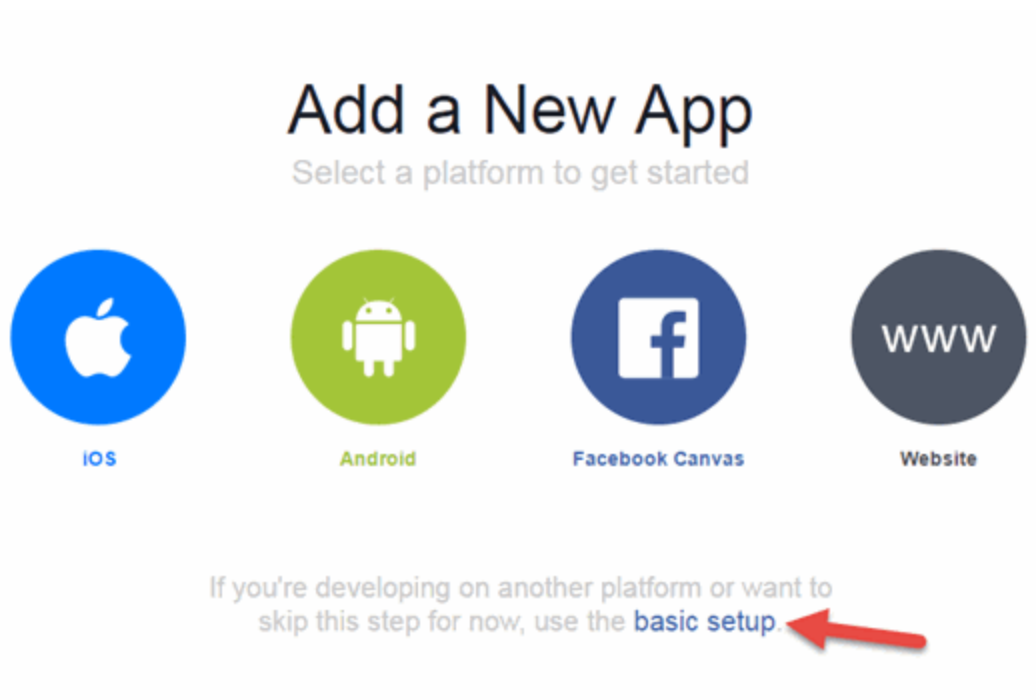 Add a New App
Select a platform to get started
www
iOS
Android
Facebook Canvas
Website
If you're developing on another platform or want to
skip this step for now, use the basic setup.